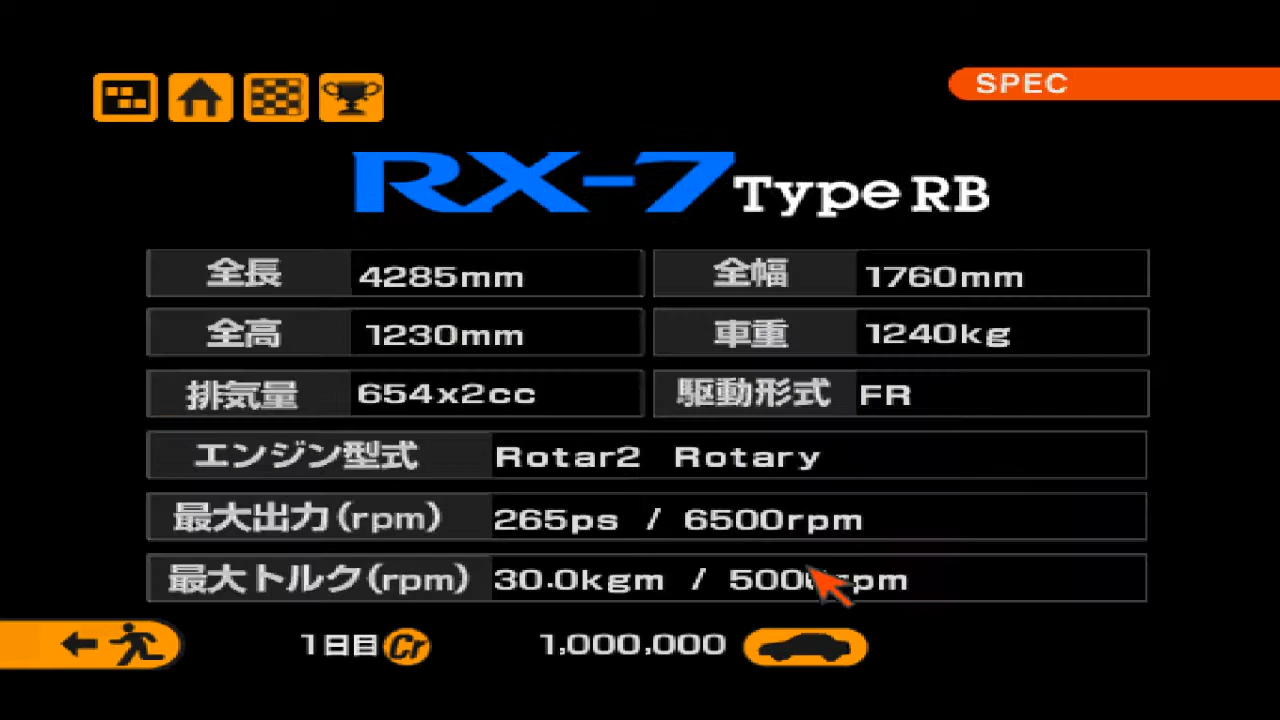 SPEC
RX-7 Type RB
全長 4285mm 全幅 1760mm
全高 1230mm 車重 1240kg
排気量 654x2cc 駆動形式 FR
エンジン型式 Rotar2 Rotary
最大出力(rpm) 265ps / 6500rpm
最大トルク(rpm) 30.0kgm / 5000rpm
1日目 Cr 1,000,000